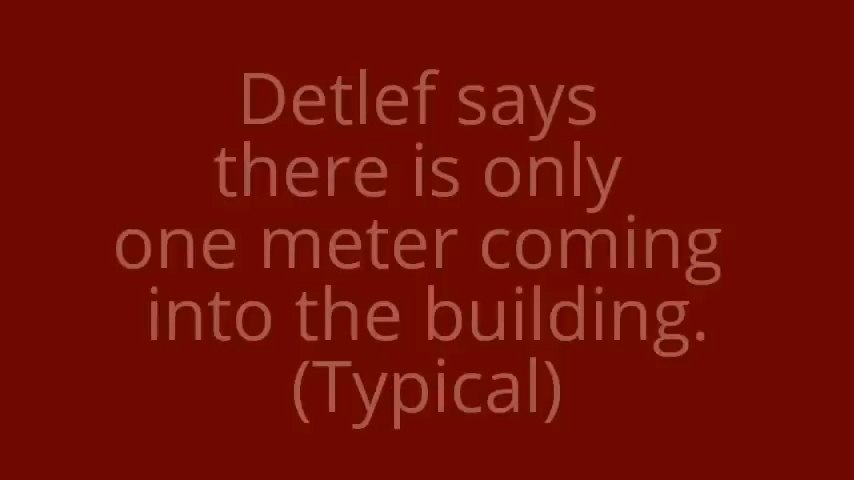 Detlef says
there is only
one meter coming
into the building.
(Typical)